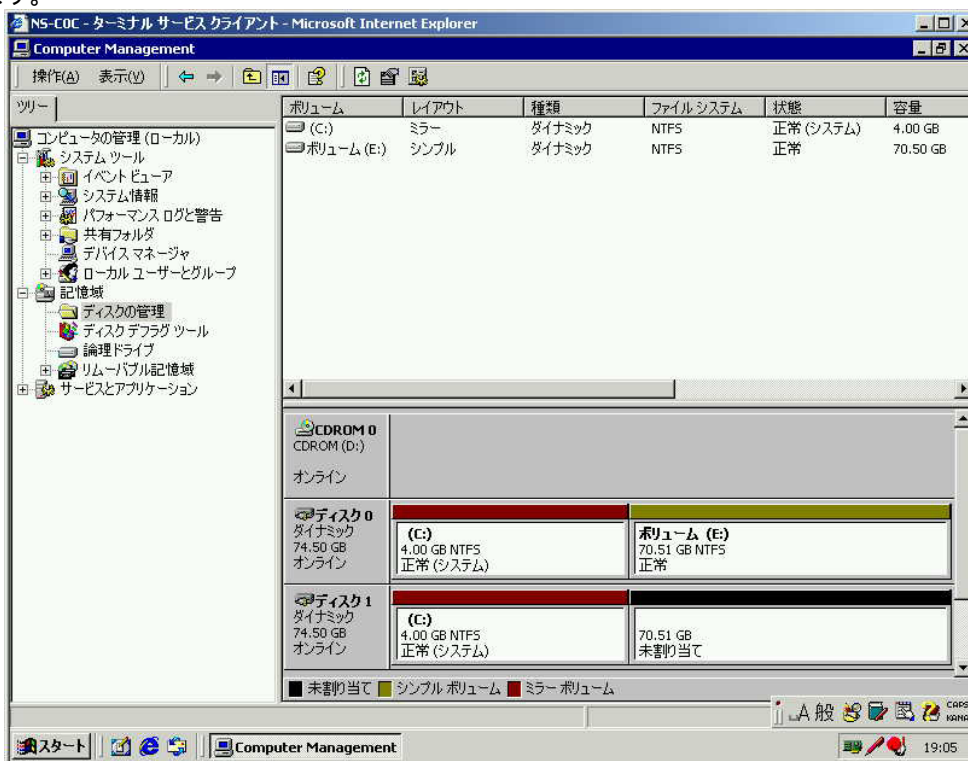 す。
NS-C0C - ターミナル サービス クライアント - Microsoft Internet Explorer
Computer Management
操作(A) 表示(V)
ツリー
コンピュータの管理 (ローカル)
システム ツール
イベント ビューア
システム情報
パフォーマンス ログと警告
共有フォルダ
デバイス マネージャ
ローカル ユーザーとグループ
記憶域
ディスクの管理
ディスク デフラグ ツール
論理ドライブ
リムーバブル記憶域
サービスとアプリケーション
ボリューム レイアウト 種類 ファイル システム 状態 容量
(C:) ミラー ダイナミック NTFS 正常 (システム) 4.00 GB
ボリューム (E:) シンプル ダイナミック NTFS 正常 70.50 GB
CDROM 0
CDROM (D:)
オンライン
ディスク 0
ダイナミック
74.50 GB
オンライン
(C:)
4.00 GB NTFS
正常 (システム)
ボリューム (E:)
70.51 GB NTFS
正常
ディスク 1
ダイナミック
74.50 GB
オンライン
(C:)
4.00 GB NTFS
正常 (システム)
70.51 GB
未割り当て
未割り当て シンプル ボリューム ミラー ボリューム
A 般 CAPS
KANA
スタート Computer Management 19:05